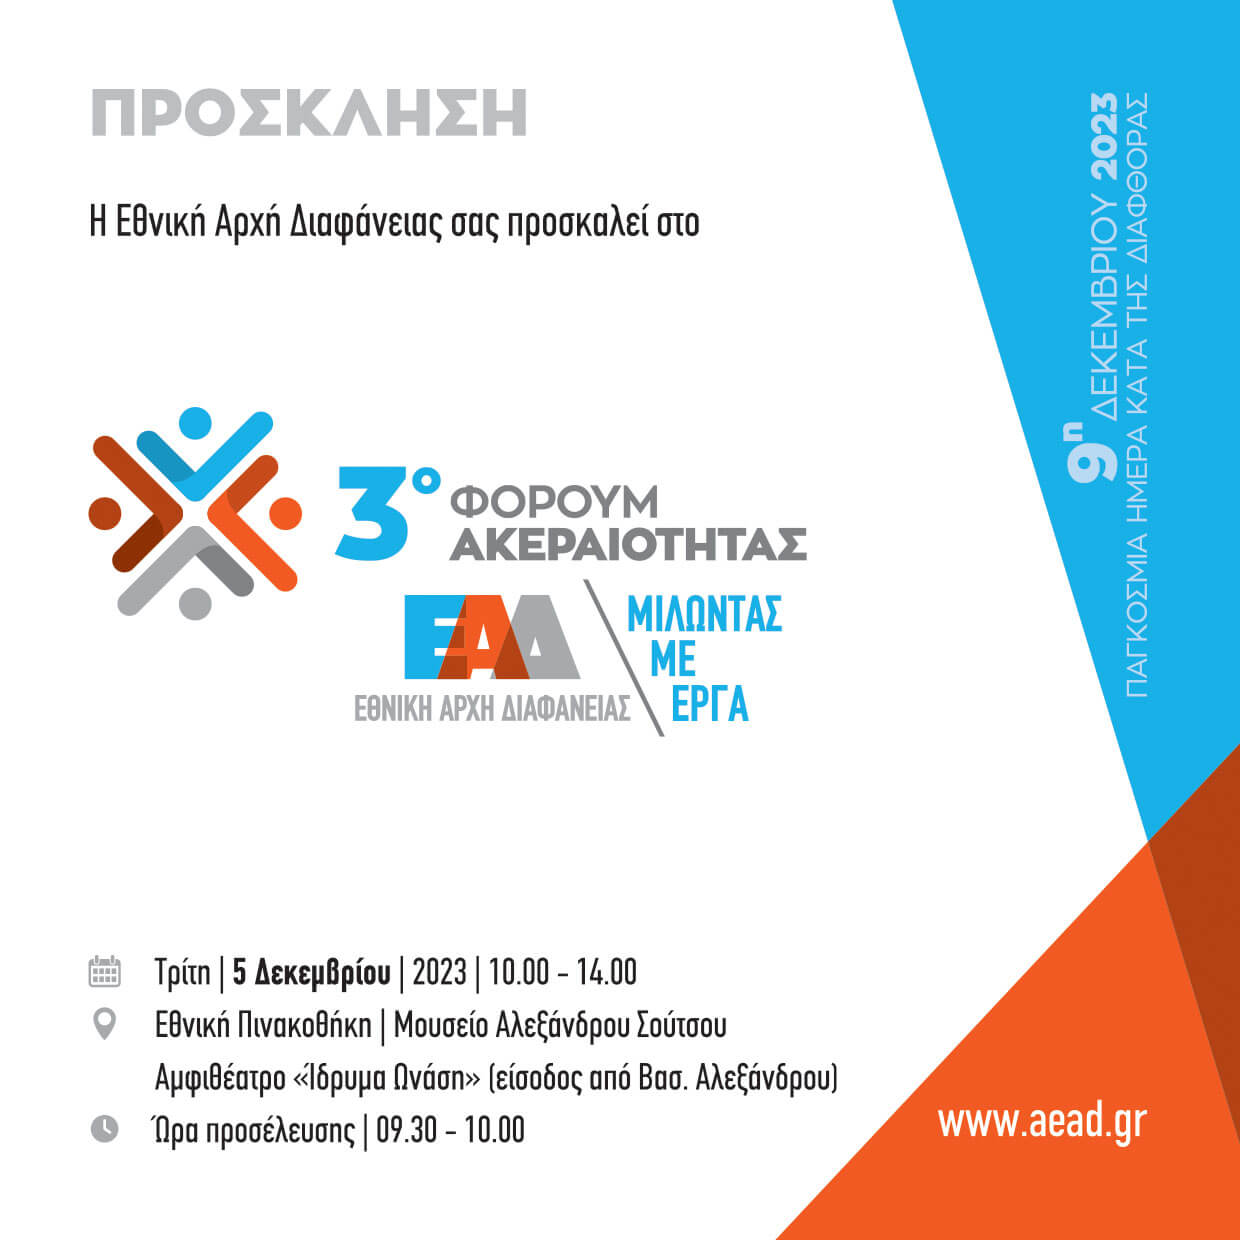 ΠΡΟΣΚΛΗΣΗ
Η Εθνική Αρχή Διαφάνειας σας προσκαλεί στο
3° ΦΟΡΟΥΜ
ΑΚΕΡΑΙΟΤΗΤΑΣ
ΕΑΔ
ΕΘΝΙΚΗ ΑΡΧΗ ΔΙΑΦΑΝΕΙΑΣ
ΜΙΛΩΝΤΑΣ
ΜΕ
ΕΡΓΑ
9η ΔΕΚΕΜΒΡΙΟΥ 2023
ΠΑΓΚΟΣΜΙΑ ΗΜΕΡΑ ΚΑΤΑ ΤΗΣ ΔΙΑΦΘΟΡΑΣ
Τρίτη | 5 Δεκεμβρίου | 2023 | 10.00 - 14.00
Εθνική Πινακοθήκη | Μουσείο Αλεξάνδρου Σούτσου
Αμφιθέατρο «Ίδρυμα Ωνάση» (είσοδος από Βασ. Αλεξάνδρου)
Ώρα προσέλευσης | 09.30 - 10.00
www.aead.gr